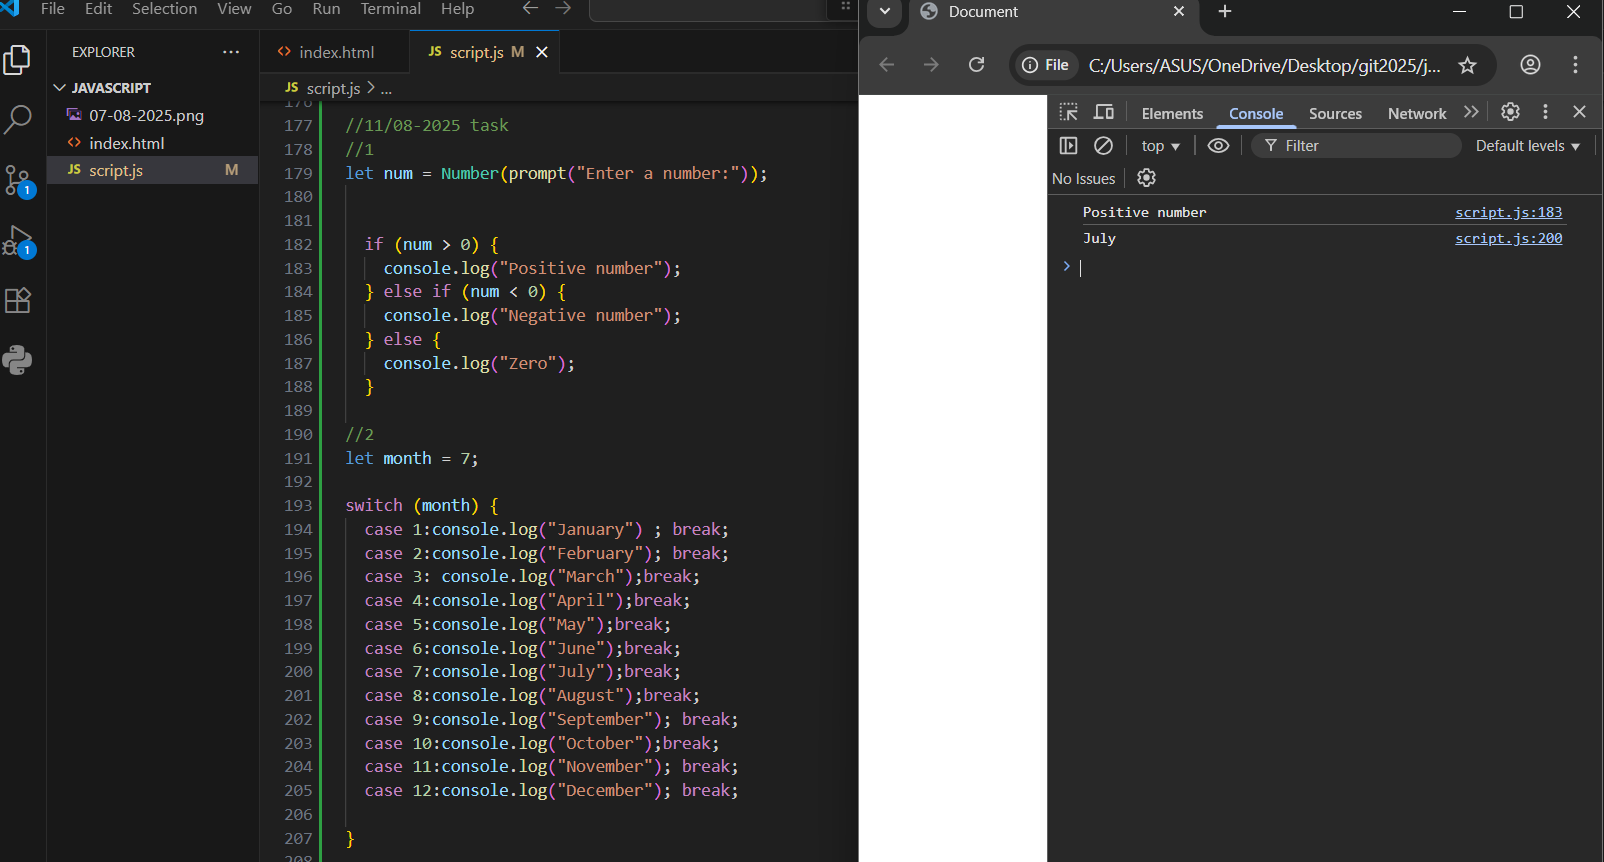 File Edit Selection View Go Run Terminal Help
EXPLORER ...
JAVASCRIPT
07-08-2025.png
<> index.html
JS script.js M
1
1
<> index.html JS script.js M
JS script.js > ...
176
177 //11/08-2025 task
178 //1
179 let num = Number(prompt("Enter a number:"));
180
181
182 if (num > 0) {
183 console.log("Positive number");
184 } else if (num < 0) {
185 console.log("Negative number");
186 } else {
187 console.log("Zero");
188 }
189
190 //2
191 let month = 7;
192
193 switch (month) {
194 case 1:console.log("January") ; break;
195 case 2:console.log("February"); break;
196 case 3: console.log("March");break;
197 case 4:console.log("April");break;
198 case 5:console.log("May");break;
199 case 6:console.log("June");break;
200 case 7:console.log("July");break;
201 case 8:console.log("August");break;
202 case 9:console.log("September"); break;
203 case 10:console.log("October");break;
204 case 11:console.log("November"); break;
205 case 12:console.log("December"); break;
206
207 }
208
Document
File C:/Users/ASUS/OneDrive/Desktop/git2025/j...
Elements Console Sources Network
top Filter Default levels
No Issues
Positive number script.js:183
July script.js:200
>